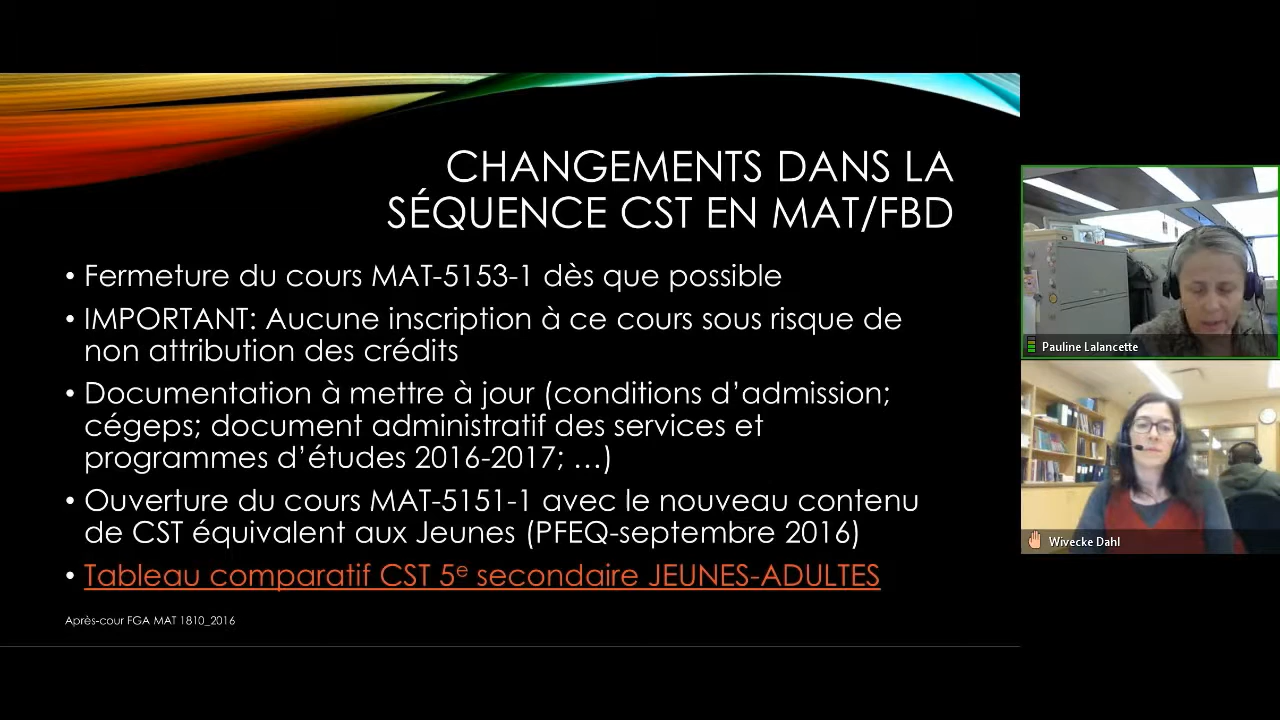 CHANGEMENTS DANS LA
SÉQUENCE CST EN MAT/FBD
• Fermeture du cours MAT-5153-1 dès que possible
• IMPORTANT: Aucune inscription à ce cours sous risque de
non attribution des crédits
• Documentation à mettre à jour (conditions d’admission;
cégeps; document administratif des services et
programmes d’études 2016-2017; …)
• Ouverture du cours MAT-5151-1 avec le nouveau contenu
de CST équivalent aux Jeunes (PFEQ-septembre 2016)
• Tableau comparatif CST 5e secondaire JEUNES-ADULTES
Après-cour FGA MAT 1810_2016
Pauline Lalancette
Wivecke Dahl